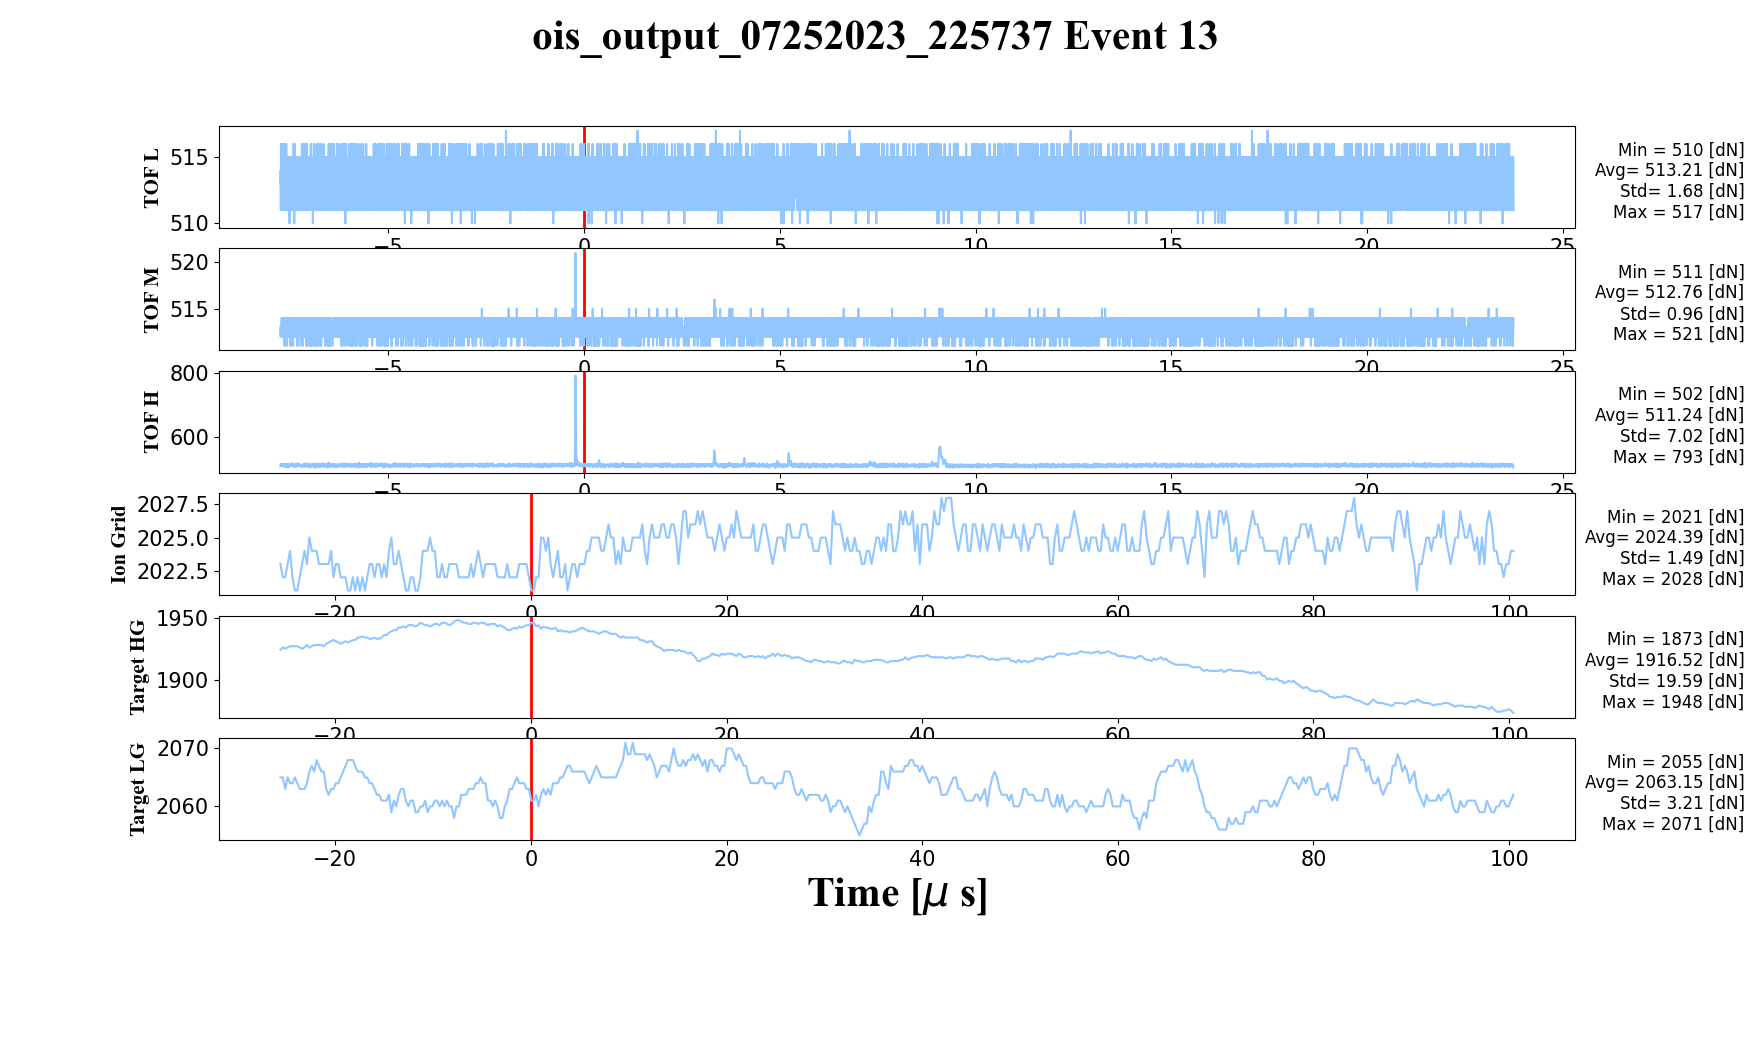 ois_output_07252023_225737 Event 13
TOF L
515
510
−5 0 5 10 15 20 25
Min = 510 [dN]
Avg= 513.21 [dN]
Std= 1.68 [dN]
Max = 517 [dN]
TOF M
520
515
−5 0 5 10 15 20 25
Min = 511 [dN]
Avg= 512.76 [dN]
Std= 0.96 [dN]
Max = 521 [dN]
TOF H
800
600
−5 0 5 10 15 20 25
Min = 502 [dN]
Avg= 511.24 [dN]
Std= 7.02 [dN]
Max = 793 [dN]
Ion Grid
2027.5
2025.0
2022.5
−20 0 20 40 60 80 100
Min = 2021 [dN]
Avg= 2024.39 [dN]
Std= 1.49 [dN]
Max = 2028 [dN]
Target HG
1950
1900
−20 0 20 40 60 80 100
Min = 1873 [dN]
Avg= 1916.52 [dN]
Std= 19.59 [dN]
Max = 1948 [dN]
Target LG
2070
2060
−20 0 20 40 60 80 100
Min = 2055 [dN]
Avg= 2063.15 [dN]
Std= 3.21 [dN]
Max = 2071 [dN]
Time [μ s]